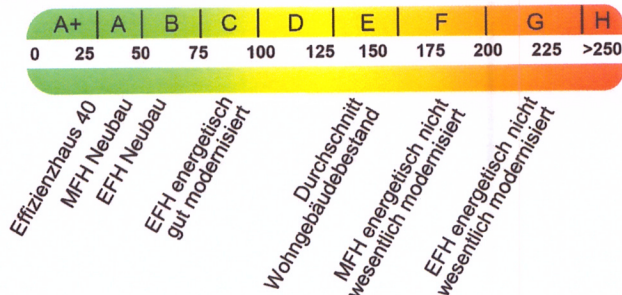 A+ A B C D E F G H
0 25 50 75 100 125 150 175 200 225 >250
Effizienzhaus 40
MFH Neubau
EFH Neubau
EFH energetisch
gut modernisiert
Durchschnitt
Wohngebäudebestand
MFH energetisch nicht
wesentlich modernisiert
EFH energetisch nicht
wesentlich modernisiert